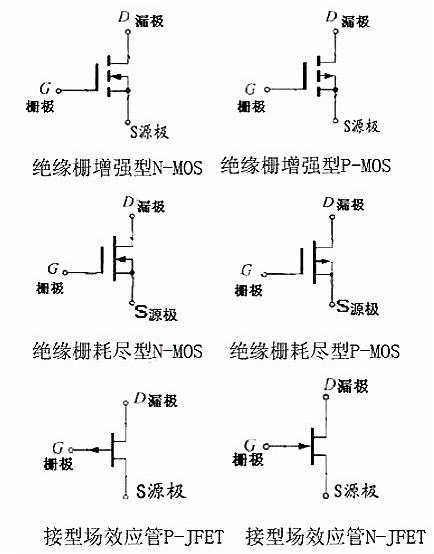 D 漏极 D 漏极
G G
栅极 栅极
S源极 S源极
绝缘栅增强型N-MOS 绝缘栅增强型P-MOS
D 漏极 D 漏极
G G
栅极 栅极
S源极 S源极
绝缘栅耗尽型N-MOS 绝缘栅耗尽型P-MOS
D漏极 D漏极
G G
栅极 栅极
S源极 S源极
接型场效应管P-JFET 接型场效应管N-JFET